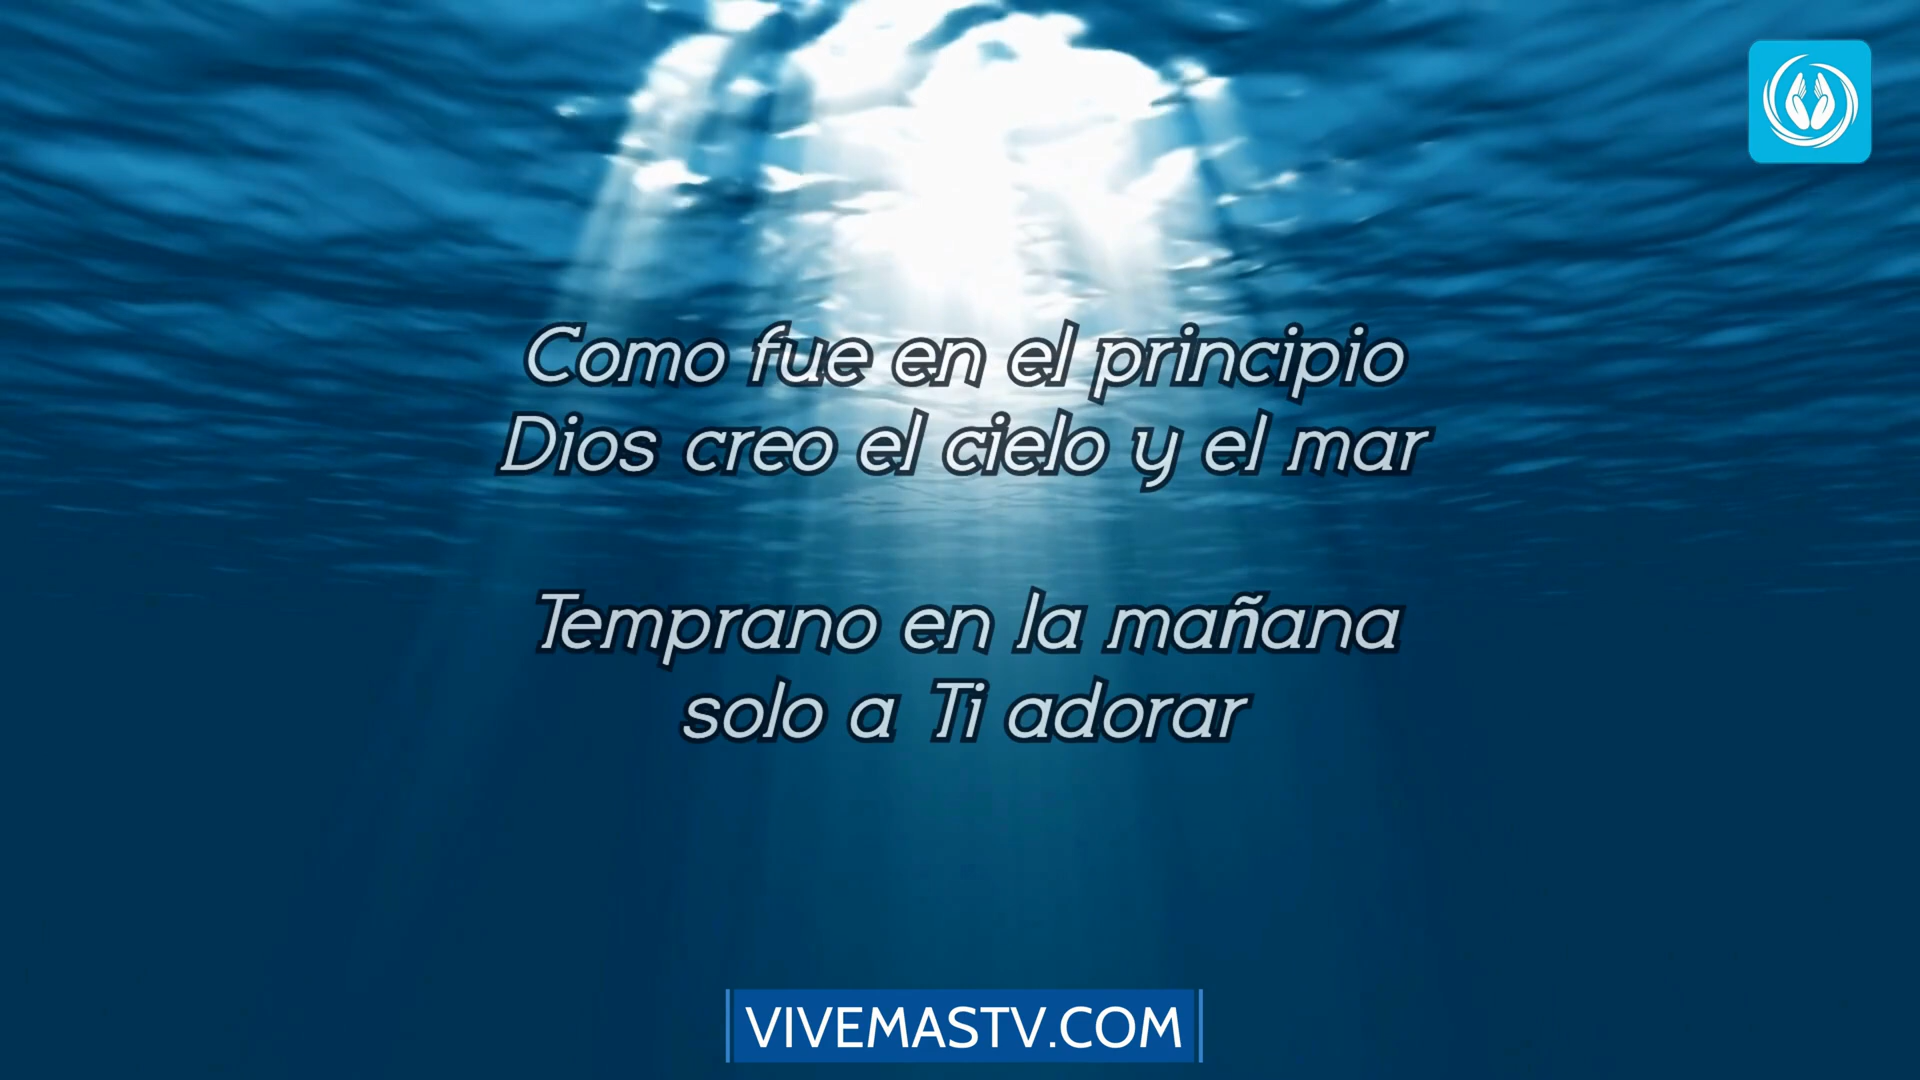 Como fue en el principio
Dios creo el cielo y el mar
Temprano en la mañana
solo a Ti adorar
VIVEMASTV.COM